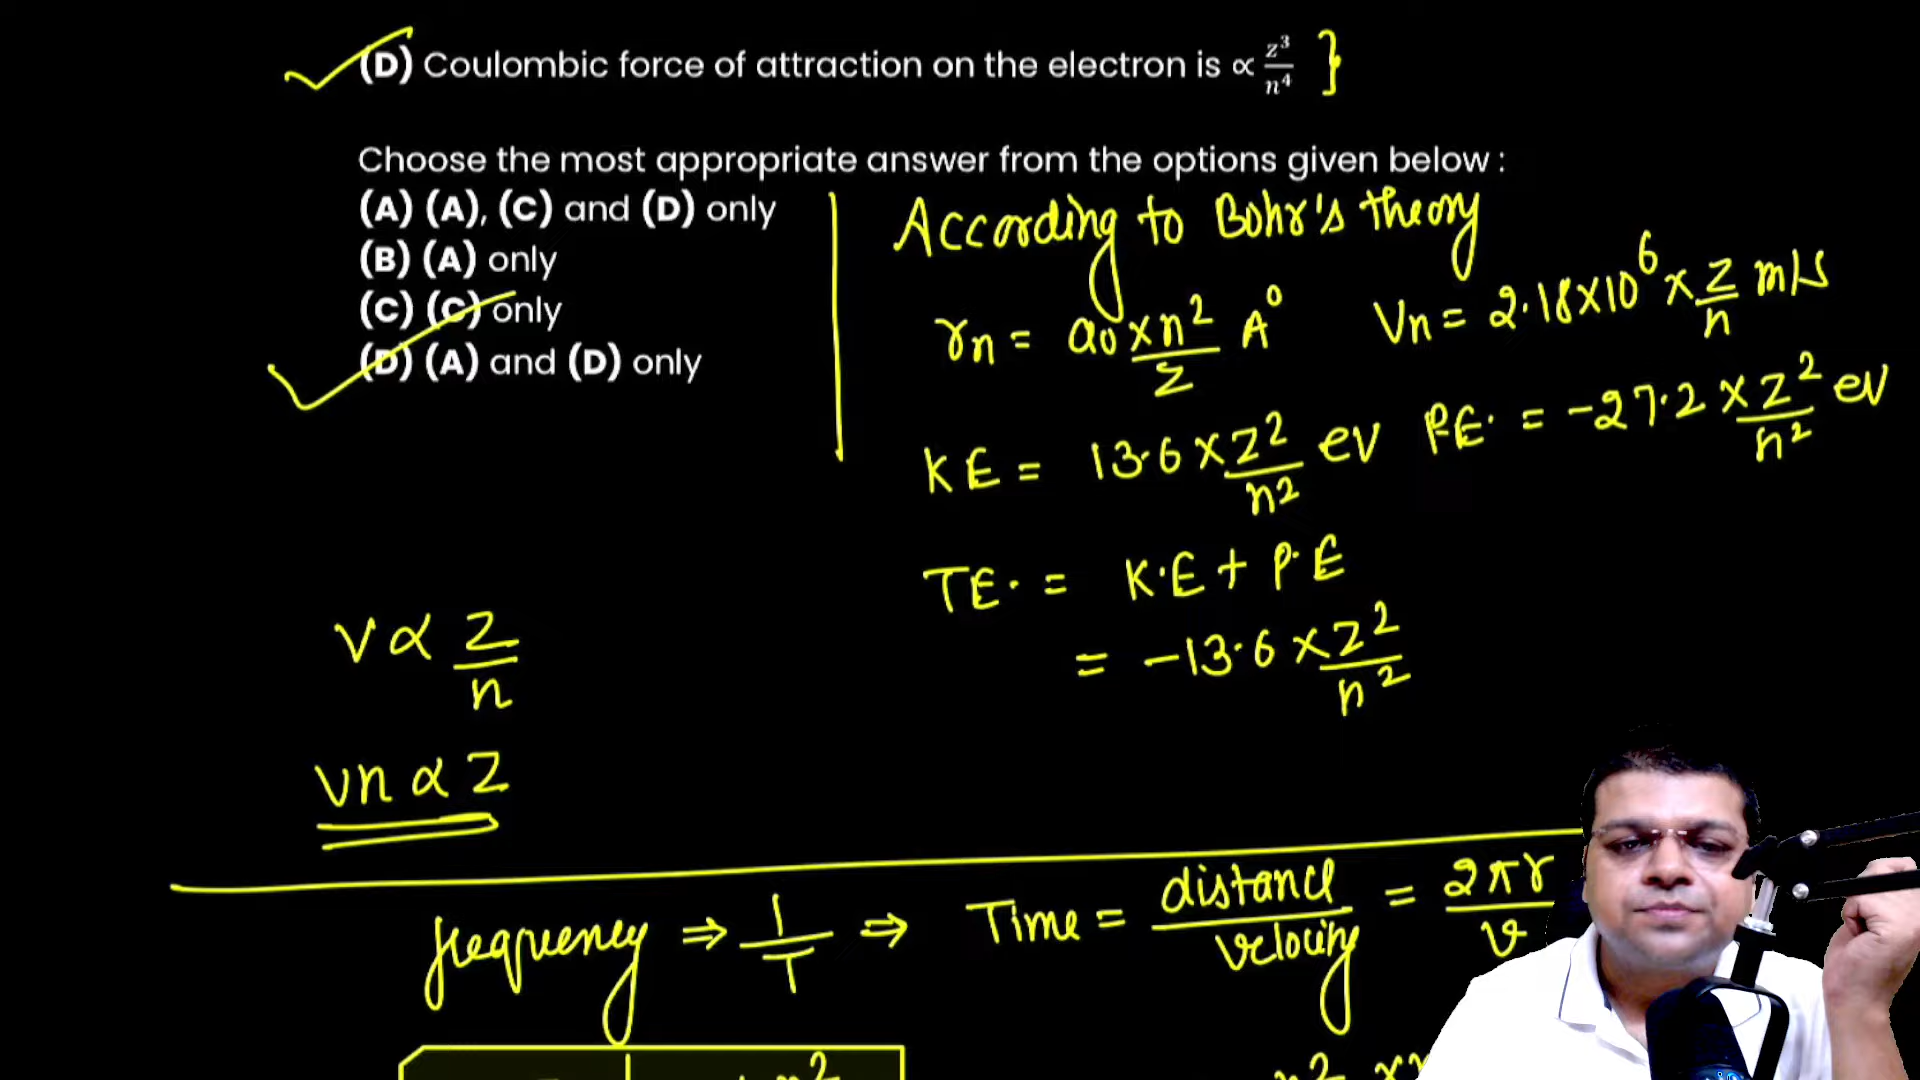 (D) Coulombic force of attraction on the electron is ∝ z³/n⁴ }
Choose the most appropriate answer from the options given below :
(A) (A), (C) and (D) only
(B) (A) only
(C) (C) only
(D) (A) and (D) only
According to Bohr's theory
rn = a0 × n²/Z A° Vn = 2.18×10⁶ × Z/n m/s
KE = 13.6 × Z²/n² eV P.E. = -27.2 × Z²/n² eV
TE. = K.E + P.E
= -13.6 × Z²/n²
V ∝ Z/n
Vn ∝ Z
frequency ⇒ 1/T ⇒ Time = distance/velocity = 2πr/v